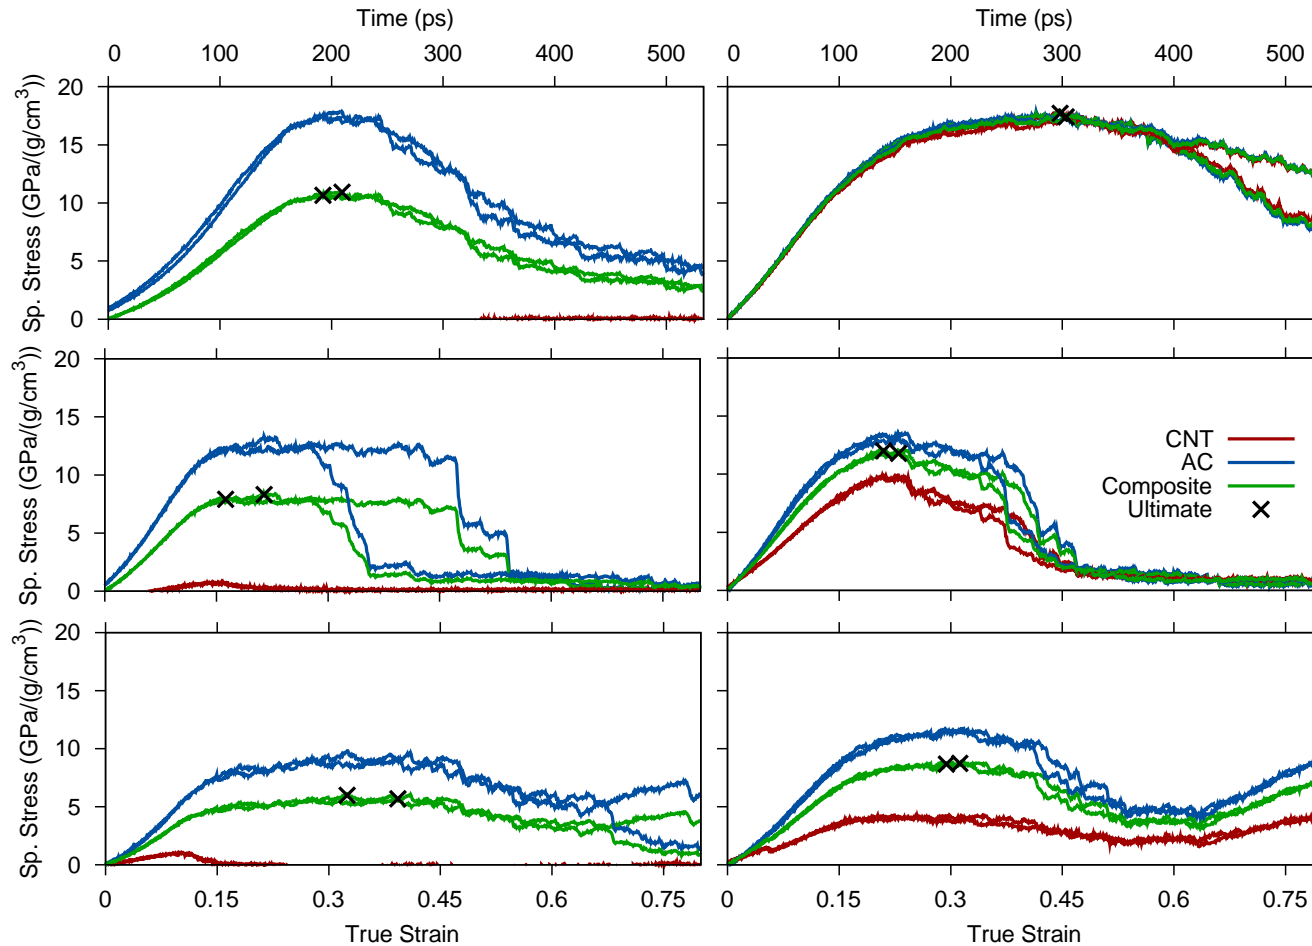 Time (ps)
Time (ps)
0 100 200 300 400 500
0 100 200 300 400 500
Sp. Stress (GPa/(g/cm³))
20
15
10
5
0
Sp. Stress (GPa/(g/cm³))
20
15
10
5
0
CNT
AC
Composite
Ultimate
Sp. Stress (GPa/(g/cm³))
20
15
10
5
0
0 0.15 0.3 0.45 0.6 0.75
0 0.15 0.3 0.45 0.6 0.75
True Strain
True Strain